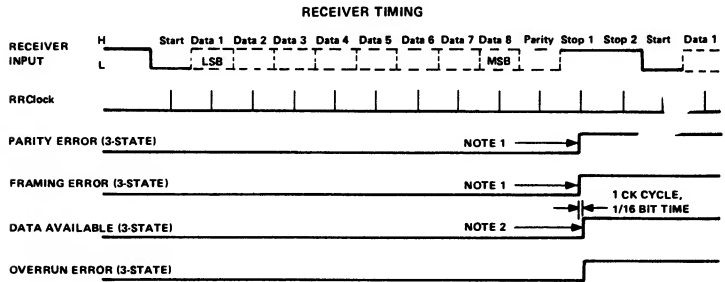 RECEIVER TIMING
Start Data 1 Data 2 Data 3 Data 4 Data 5 Data 6 Data 7 Data 8 Parity Stop 1 Stop 2 Start Data 1
RECEIVER INPUT
H
L
LSB
MSB
RRClock
PARITY ERROR (3-STATE)
NOTE 1
FRAMING ERROR (3-STATE)
NOTE 1
1 CK CYCLE,
1/16 BIT TIME
DATA AVAILABLE (3-STATE)
NOTE 2
OVERRUN ERROR (3-STATE)